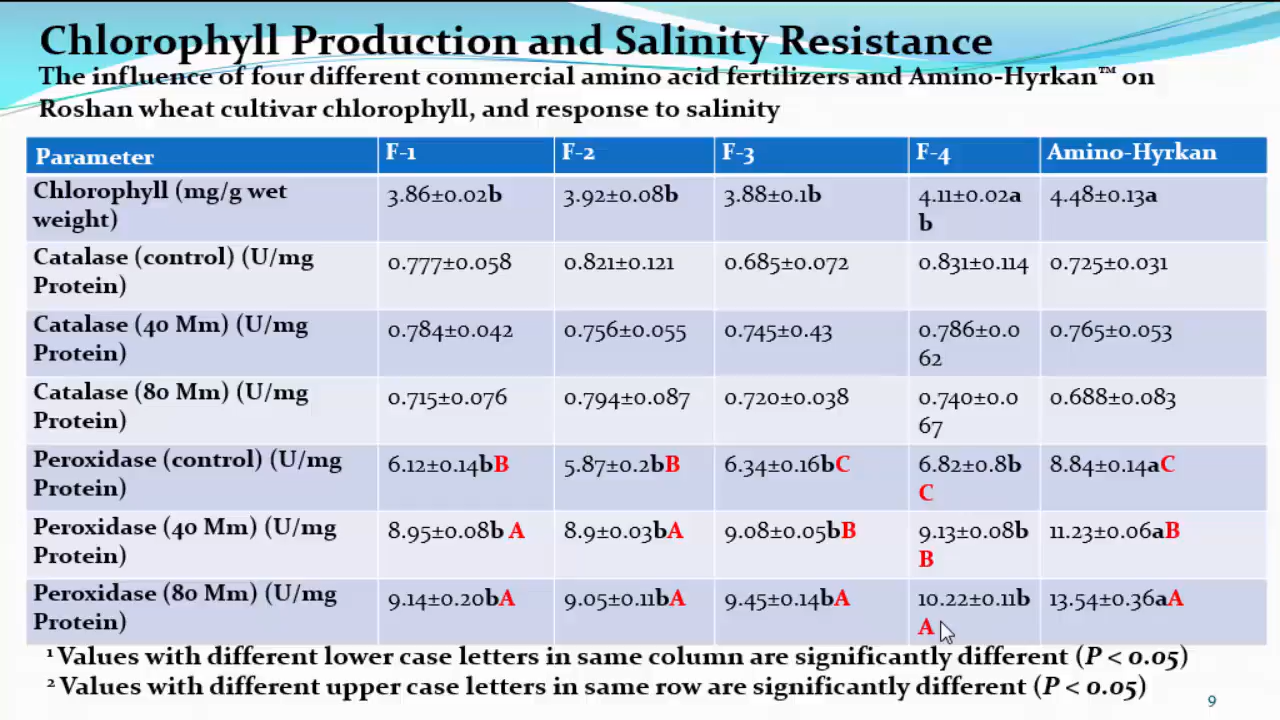 Chlorophyll Production and Salinity Resistance
The influence of four different commercial amino acid fertilizers and Amino-Hyrkan™ on
Roshan wheat cultivar chlorophyll, and response to salinity
Parameter F-1 F-2 F-3 F-4 Amino-Hyrkan
Chlorophyll (mg/g wet 3.86±0.02b 3.92±0.08b 3.88±0.1b 4.11±0.02a 4.48±0.13a
weight) b
Catalase (control) (U/mg 0.777±0.058 0.821±0.121 0.685±0.072 0.831±0.114 0.725±0.031
Protein)
Catalase (40 Mm) (U/mg 0.784±0.042 0.756±0.055 0.745±0.43 0.786±0.0 0.765±0.053
Protein) 62
Catalase (80 Mm) (U/mg 0.715±0.076 0.794±0.087 0.720±0.038 0.740±0.0 0.688±0.083
Protein) 67
Peroxidase (control) (U/mg 6.12±0.14bB 5.87±0.2bB 6.34±0.16bC 6.82±0.8b 8.84±0.14aC
Protein) C
Peroxidase (40 Mm) (U/mg 8.95±0.08b A 8.9±0.03bA 9.08±0.05bB 9.13±0.08b 11.23±0.06aB
Protein) B
Peroxidase (80 Mm) (U/mg 9.14±0.20bA 9.05±0.11bA 9.45±0.14bA 10.22±0.11b 13.54±0.36aA
Protein) A
¹ Values with different lower case letters in same column are significantly different (P < 0.05)
² Values with different upper case letters in same row are significantly different (P < 0.05)
9